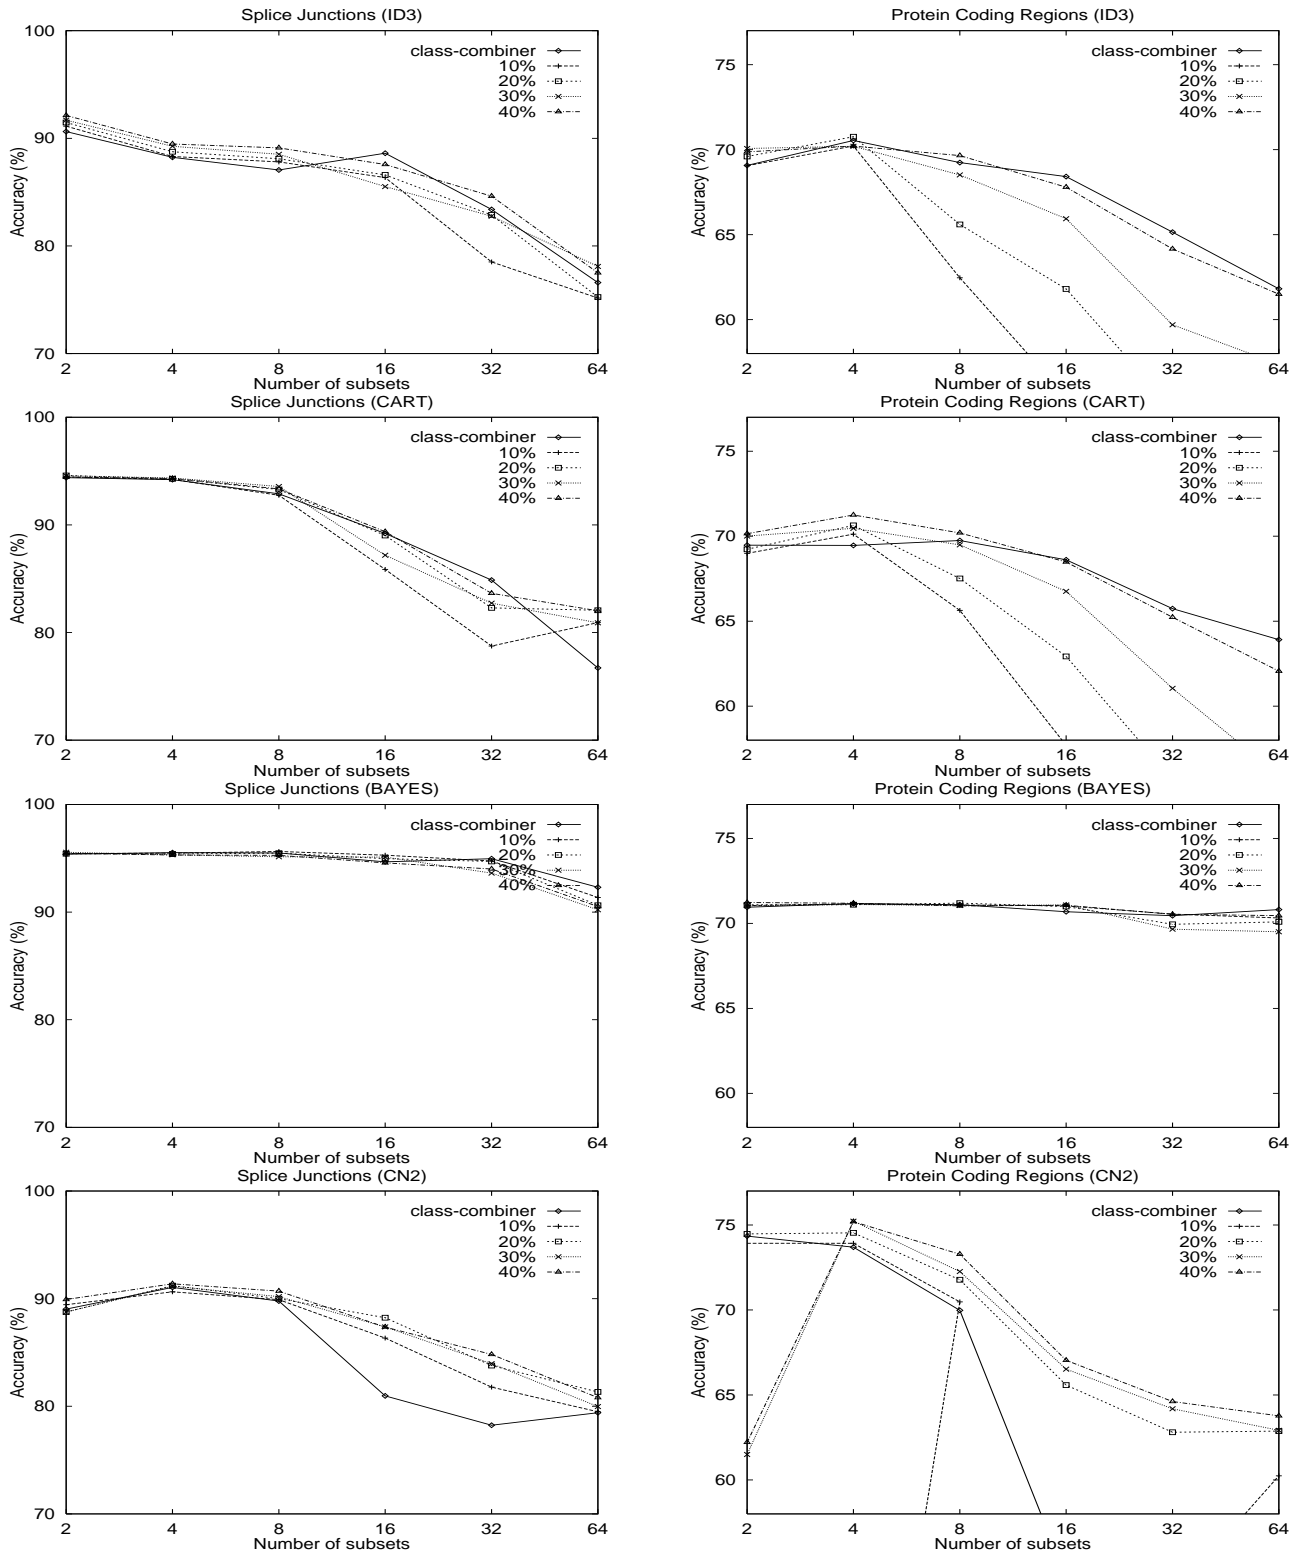 Splice Junctions (ID3)
100
90
80
70
Accuracy (%)
class-combiner
10%
20%
30%
40%
2 4 8 16 32 64
Number of subsets
Protein Coding Regions (ID3)
75
70
65
60
Accuracy (%)
class-combiner
10%
20%
30%
40%
2 4 8 16 32 64
Number of subsets
Splice Junctions (CART)
100
90
80
70
Accuracy (%)
class-combiner
10%
20%
30%
40%
2 4 8 16 32 64
Number of subsets
Protein Coding Regions (CART)
75
70
65
60
Accuracy (%)
class-combiner
10%
20%
30%
40%
2 4 8 16 32 64
Number of subsets
Splice Junctions (BAYES)
100
90
80
70
Accuracy (%)
class-combiner
10%
20%
30%
40%
2 4 8 16 32 64
Number of subsets
Protein Coding Regions (BAYES)
75
70
65
60
Accuracy (%)
class-combiner
10%
20%
30%
40%
2 4 8 16 32 64
Number of subsets
Splice Junctions (CN2)
100
90
80
70
Accuracy (%)
class-combiner
10%
20%
30%
40%
2 4 8 16 32 64
Number of subsets
Protein Coding Regions (CN2)
75
70
65
60
Accuracy (%)
class-combiner
10%
20%
30%
40%
2 4 8 16 32 64
Number of subsets